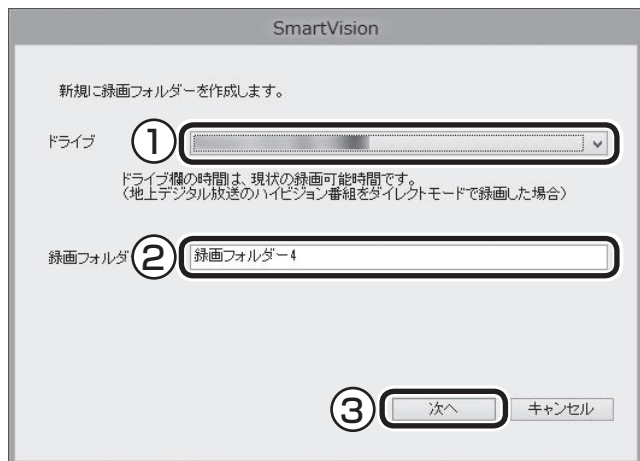 SmartVision
新規に録画フォルダーを作成します。
ドライブ ①
ドライブ欄の時間は、現状の録画可能時間です。
(地上デジタル放送のハイビジョン番組をダイレクトモードで録画した場合)
録画フォルダ ② 録画フォルダー4
③ 次へ キャンセル